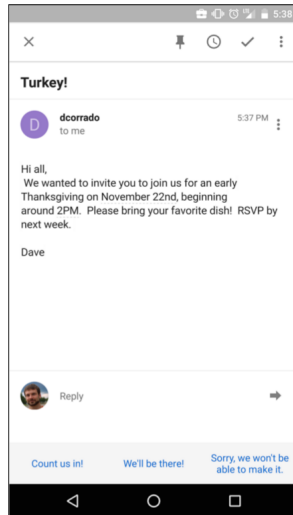 5:38
Turkey!
D
dcorrado
5:37 PM
to me
Hi all,
We wanted to invite you to join us for an early
Thanksgiving on November 22nd, beginning
around 2PM.  Please bring your favorite dish!  RSVP by
next week.
Dave
Reply
Count us in!
We'll be there!
Sorry, we won't be
able to make it.